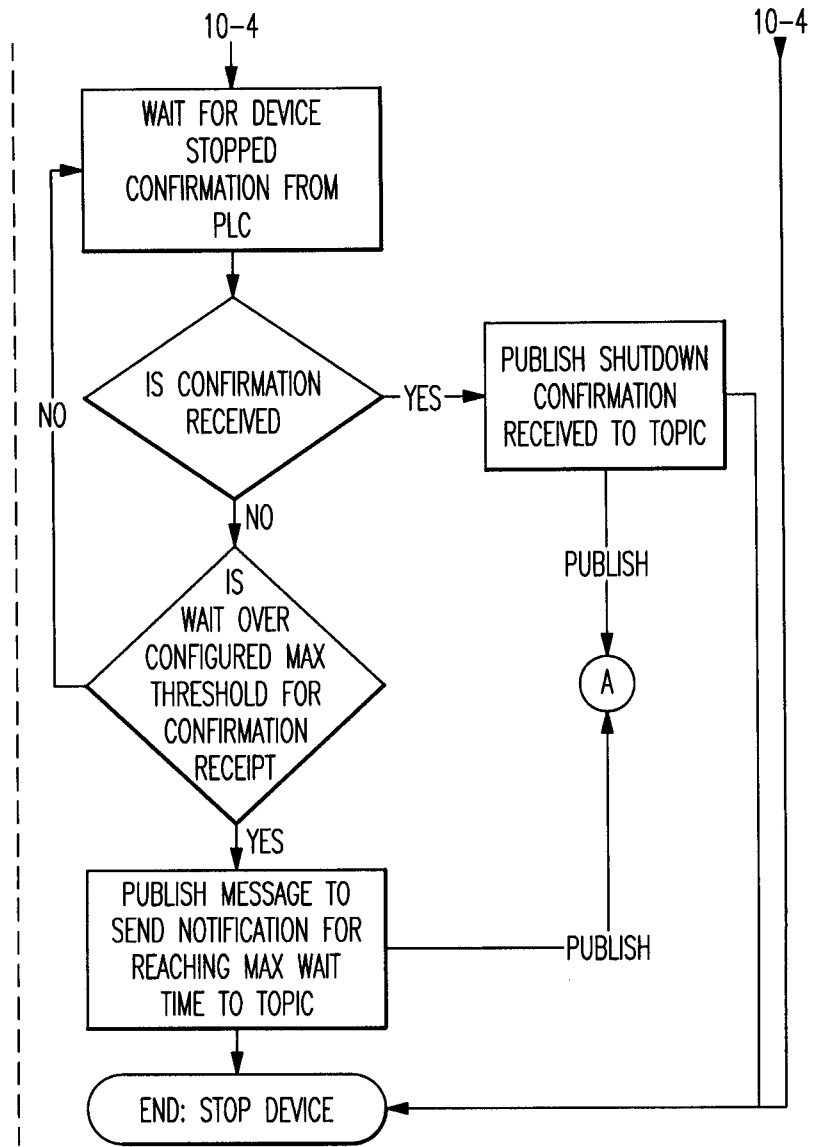 10-4
10-4
WAIT FOR DEVICE
STOPPED
CONFIRMATION FROM
PLC
IS CONFIRMATION
RECEIVED
YES
PUBLISH SHUTDOWN
CONFIRMATION
RECEIVED TO TOPIC
NO
NO
PUBLISH
IS
WAIT OVER
CONFIGURED MAX
THRESHOLD FOR
CONFIRMATION
RECEIPT
A
YES
PUBLISH MESSAGE TO
SEND NOTIFICATION FOR
REACHING MAX WAIT
TIME TO TOPIC
PUBLISH
END: STOP DEVICE